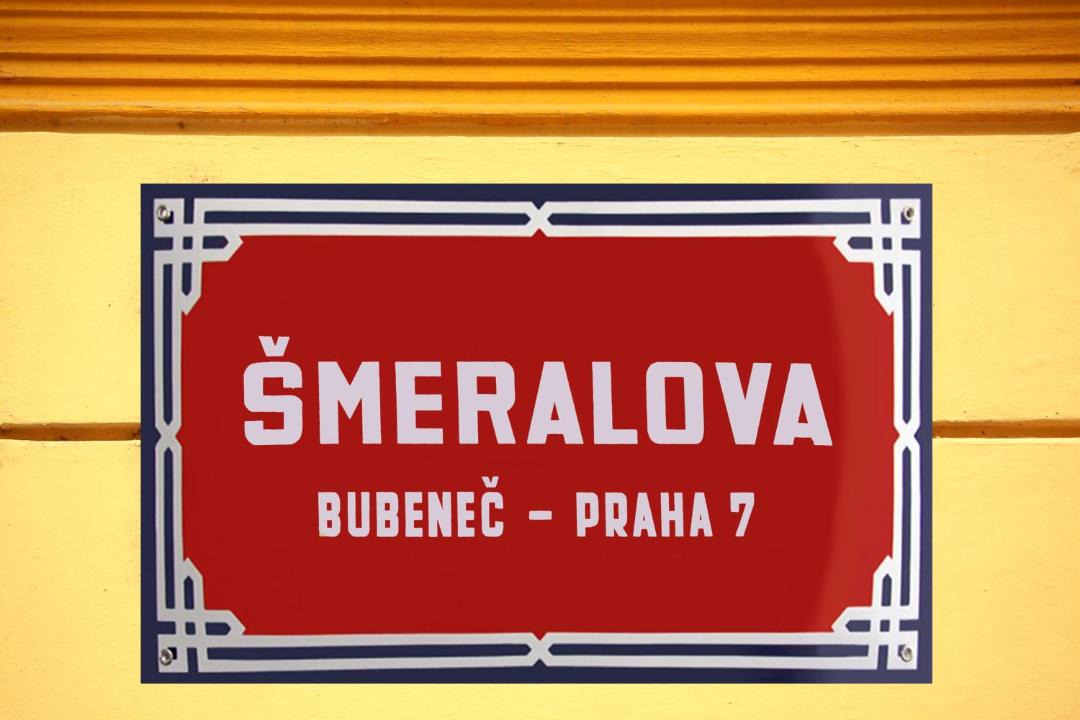 ŠMERALOVA
BUBENEČ – PRAHA 7